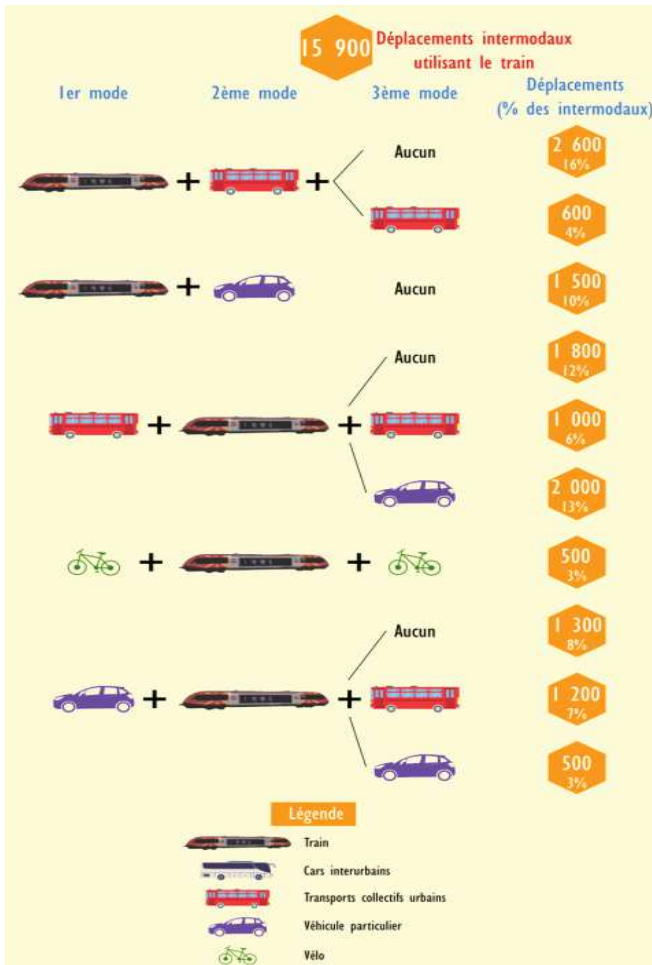 15 900
Déplacements intermodaux
utilisant le train
1er mode
2ème mode
3ème mode
Déplacements
(% des intermodaux)
Aucun
2 600
16%
600
4%
Aucun
1 500
10%
Aucun
1 800
12%
1 000
6%
2 000
13%
500
3%
Aucun
1 300
8%
1 200
7%
500
3%
Légende
Train
Cars interurbains
Transports collectifs urbains
Véhicule particulier
Vélo